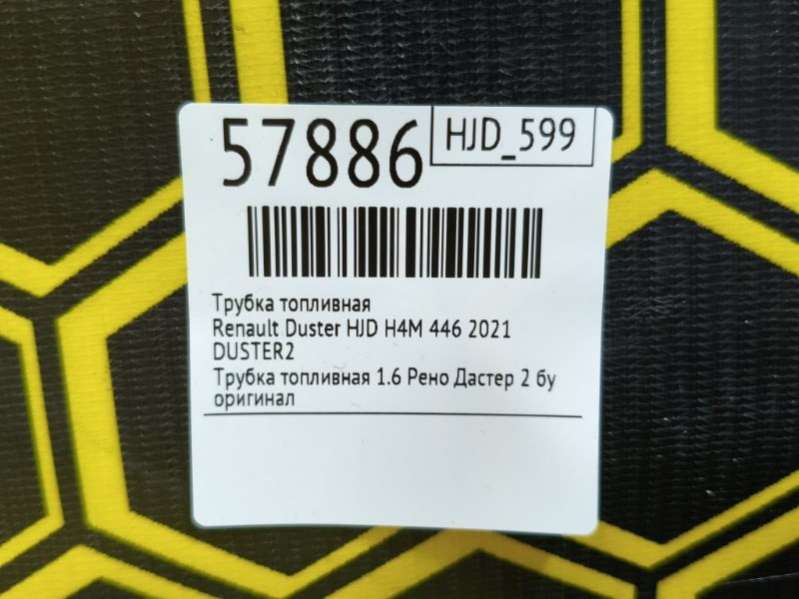 57886
HJD_599
Трубка топливная
Renault Duster HJD H4M 446 2021
DUSTER2
Трубка топливная 1.6 Рено Дастер 2 бу
оригинал